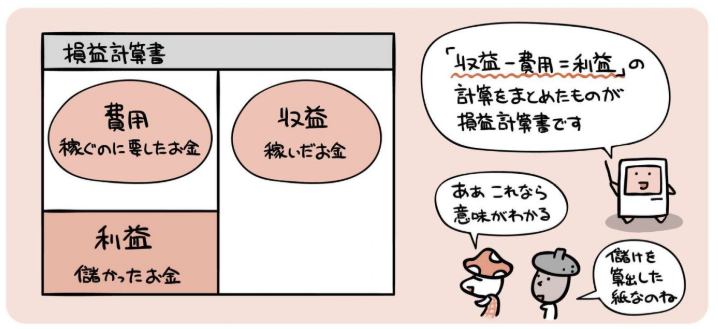 損益計算書
費用
稼ぐのに要したお金
収益
稼いだお金
利益
儲かったお金
「収益-費用=利益」の
計算をまとめたものが
損益計算書です
ああ これなら
意味がわかる
儲けを
算出した
紙なのね